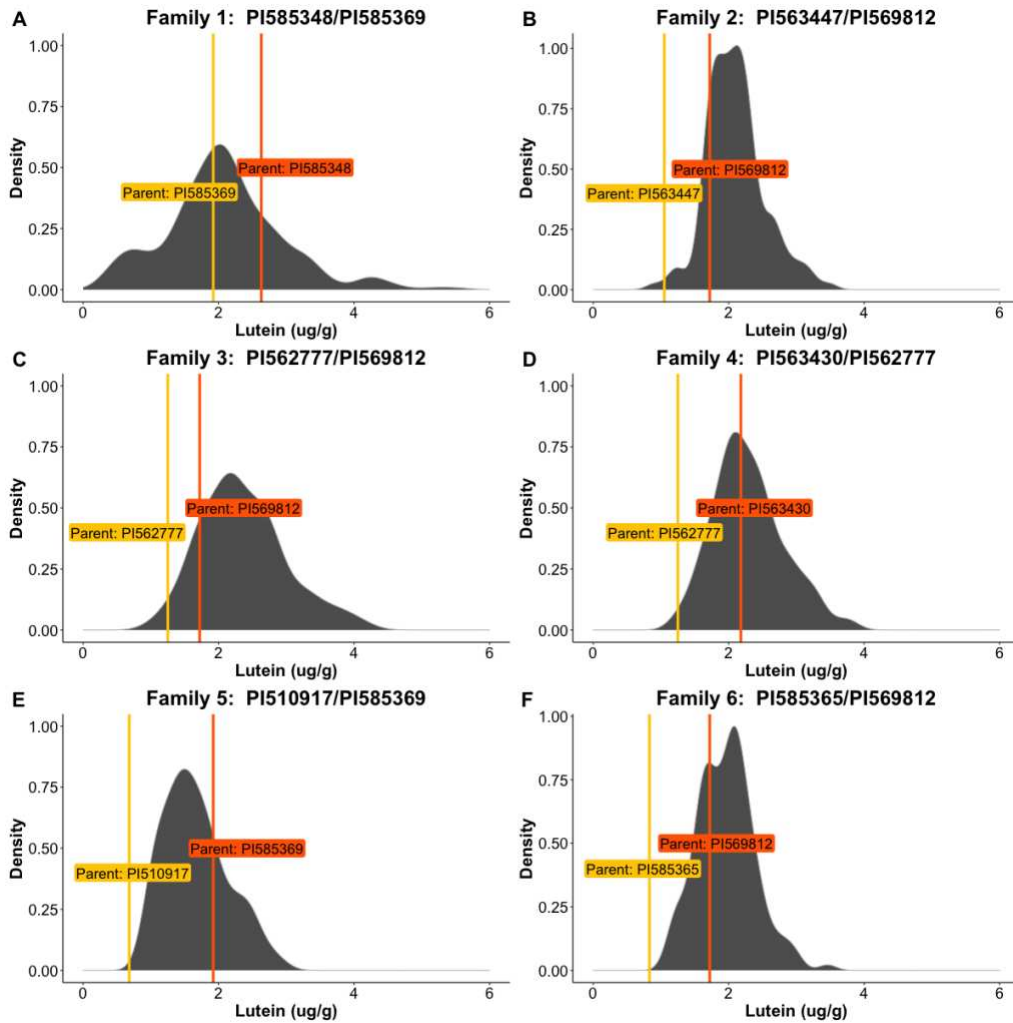 A Family 1: PI585348/PI585369
1.00
0.75
0.50
0.25
0.00
Density
Parent: PI585348
Parent: PI585369
0 2 4 6
Lutein (ug/g)
B Family 2: PI563447/PI569812
1.00
0.75
0.50
0.25
0.00
Density
Parent: PI569812
Parent: PI563447
0 2 4 6
Lutein (ug/g)
C Family 3: PI562777/PI569812
1.00
0.75
0.50
0.25
0.00
Density
Parent: PI569812
Parent: PI562777
0 2 4 6
Lutein (ug/g)
D Family 4: PI563430/PI562777
1.00
0.75
0.50
0.25
0.00
Density
Parent: PI563430
Parent: PI562777
0 2 4 6
Lutein (ug/g)
E Family 5: PI510917/PI585369
1.00
0.75
0.50
0.25
0.00
Density
Parent: PI585369
Parent: PI510917
0 2 4 6
Lutein (ug/g)
F Family 6: PI585365/PI569812
1.00
0.75
0.50
0.25
0.00
Density
Parent: PI569812
Parent: PI585365
0 2 4 6
Lutein (ug/g)